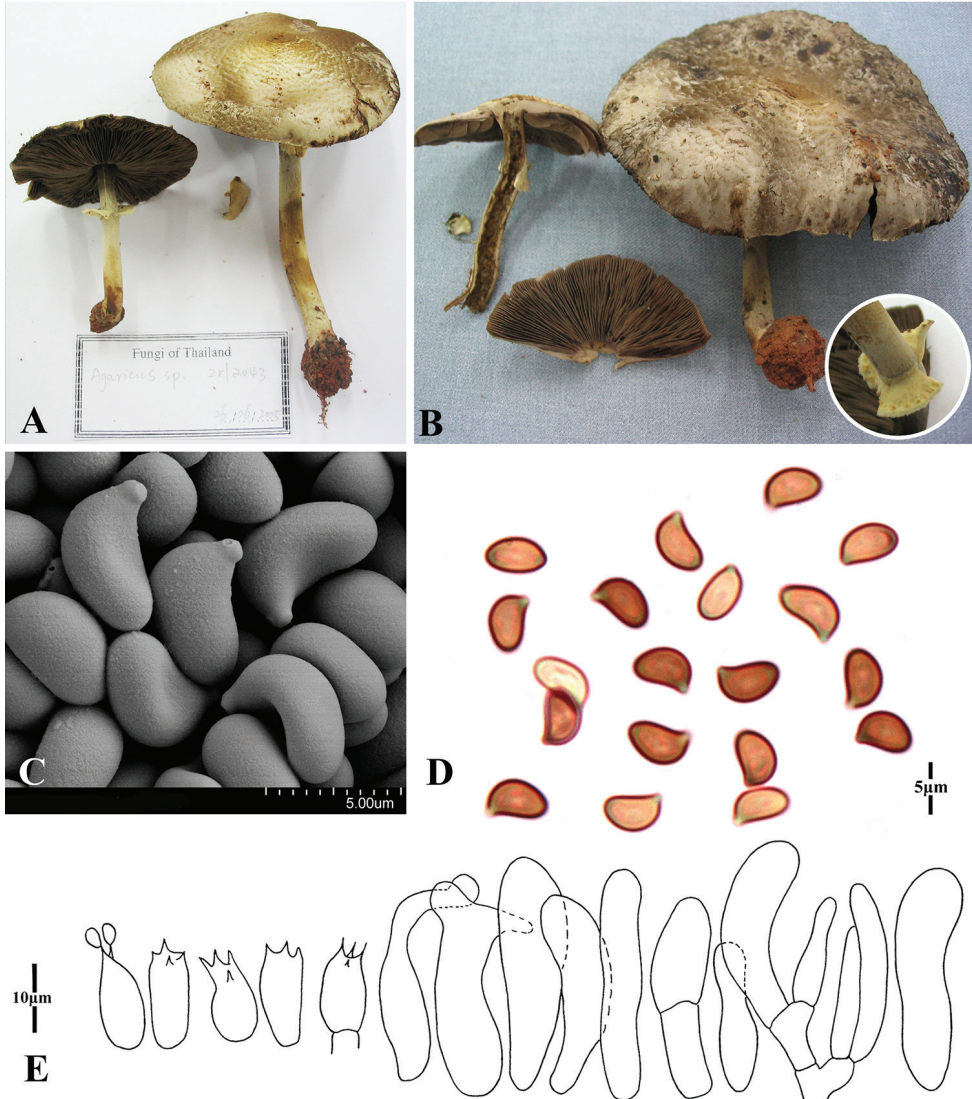 Fungi of Thailand
Agaricus sp.
A
B
C
5.00um
D
5µm
10µm
E